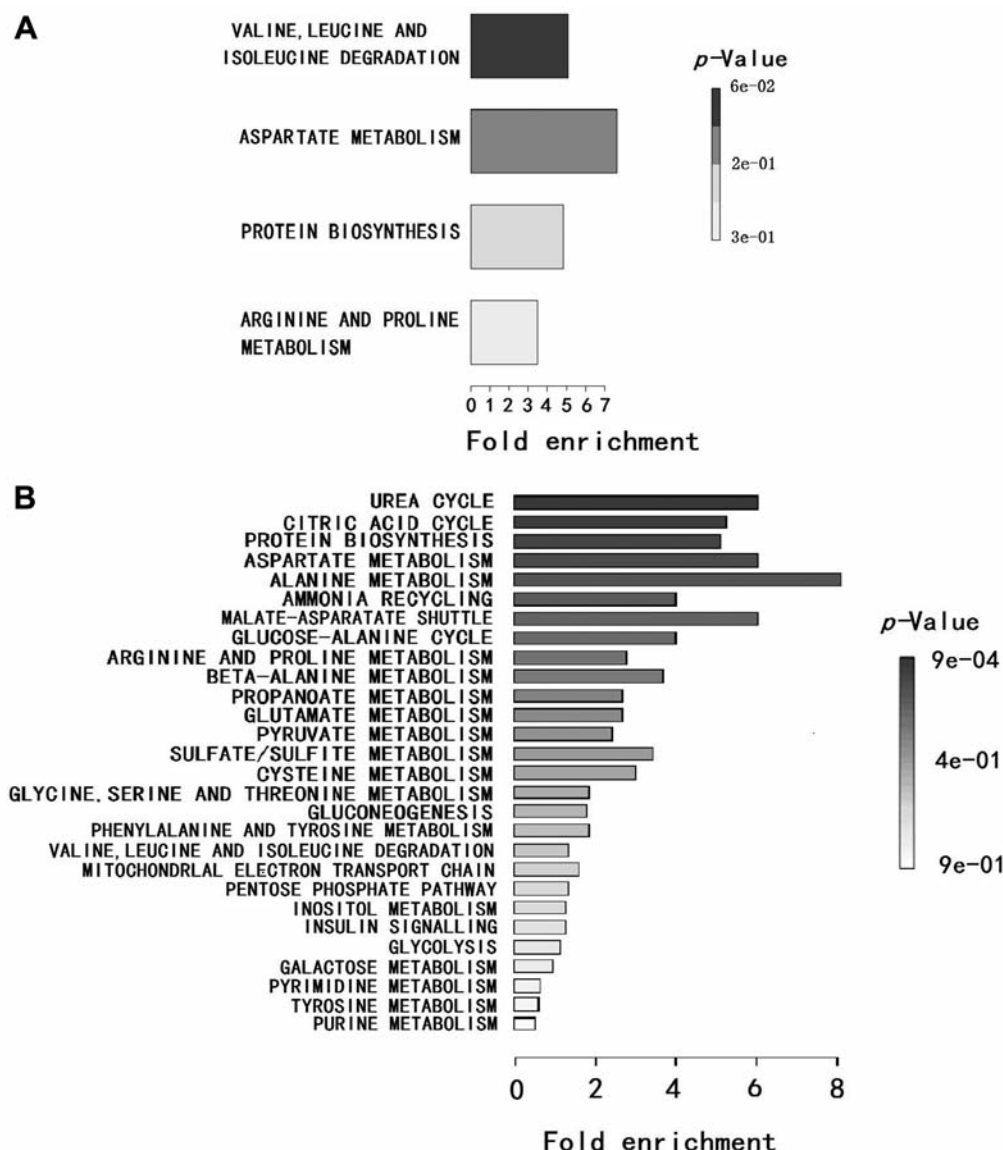 A
VALINE, LEUCINE AND
ISOLEUCINE DEGRADATION
ASPARTATE METABOLISM
PROTEIN BIOSYNTHESIS
ARGININE AND PROLINE
METABOLISM
0 1 2 3 4 5 6 7
Fold enrichment
p-Value
6e-02
2e-01
3e-01
B
UREA CYCLE
CITRIC ACID CYCLE
PROTEIN BIOSYNTHESIS
ASPARTATE METABOLISM
ALANINE METABOLISM
AMMONIA RECYCLING
MALATE-ASPARATATE SHUTTLE
GLUCOSE-ALANINE CYCLE
ARGININE AND PROLINE METABOLISM
BETA-ALANINE METABOLISM
PROPANOATE METABOLISM
GLUTAMATE METABOLISM
PYRUVATE METABOLISM
SULFATE/SULFITE METABOLISM
CYSTEINE METABOLISM
GLYCINE, SERINE AND THREONINE METABOLISM
GLUCONEOGENESIS
PHENYLALANINE AND TYROSINE METABOLISM
VALINE, LEUCINE AND ISOLEUCINE DEGRADATION
MITOCHONDRLAL ELECTRON TRANSPORT CHAIN
PENTOSE PHOSPHATE PATHWAY
INOSITOL METABOLISM
INSULIN SIGNALLING
GLYCOLYSIS
GALACTOSE METABOLISM
PYRIMIDINE METABOLISM
TYROSINE METABOLISM
PURINE METABOLISM
0 2 4 6 8
Fold enrichment
p-Value
9e-04
4e-01
9e-01